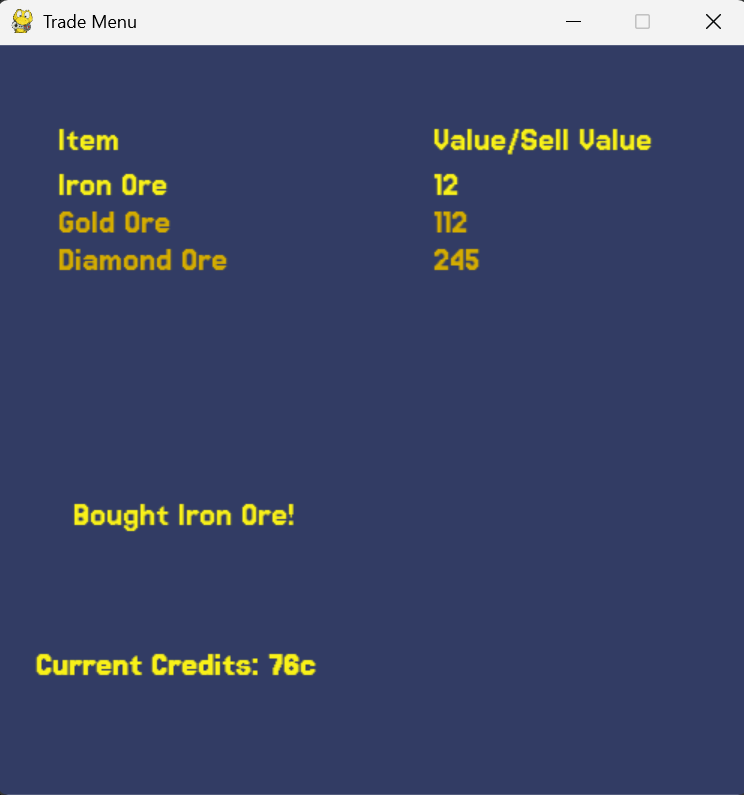 Trade Menu
Item Value/Sell Value
Iron Ore 12
Gold Ore 112
Diamond Ore 245
Bought Iron Ore!
Current Credits: 76c